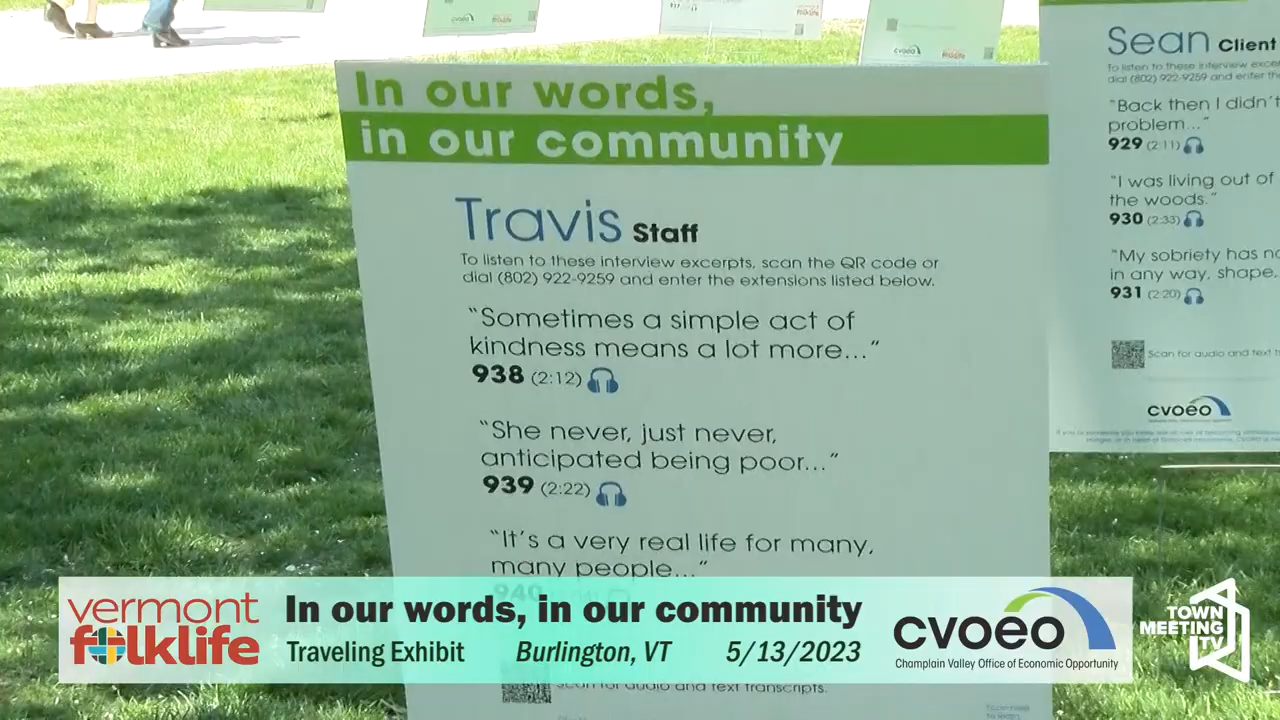 In our words,
in our community
Travis Staff
To listen to these interview excerpts, scan the QR code or
dial (802) 922-9259 and enter the extensions listed below.
“Sometimes a simple act of
kindness means a lot more...”
938 (2:12)
“She never, just never,
anticipated being poor...”
939 (2:22)
“It’s a very real life for many,
many people...”
940
Scan for audio and text transcripts.
Sean Client
To listen to these interview
dial (802) 922-9259 and enter the
“Back then I didn’t
problem...”
929 (2:11)
“I was living out of
the woods.”
930 (2:33)
“My sobriety has
in any way, shape,
931 (2:20)
Scan for audio and text
cvoeo
cvoeo
cvoeo
vermont
folklife
In our words, in our community
Traveling Exhibit Burlington, VT 5/13/2023
cvoeo
Champlain Valley Office of Economic Opportunity
TOWN
MEETING
TV